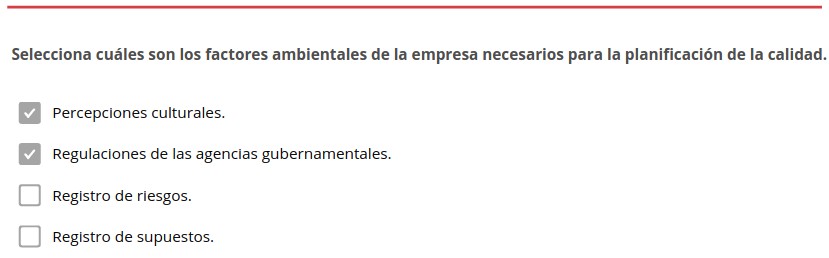 Selecciona cuáles son los factores ambientales de la empresa necesarios para la planificación de la calidad.
Percepciones culturales.
Regulaciones de las agencias gubernamentales.
Registro de riesgos.
Registro de supuestos.